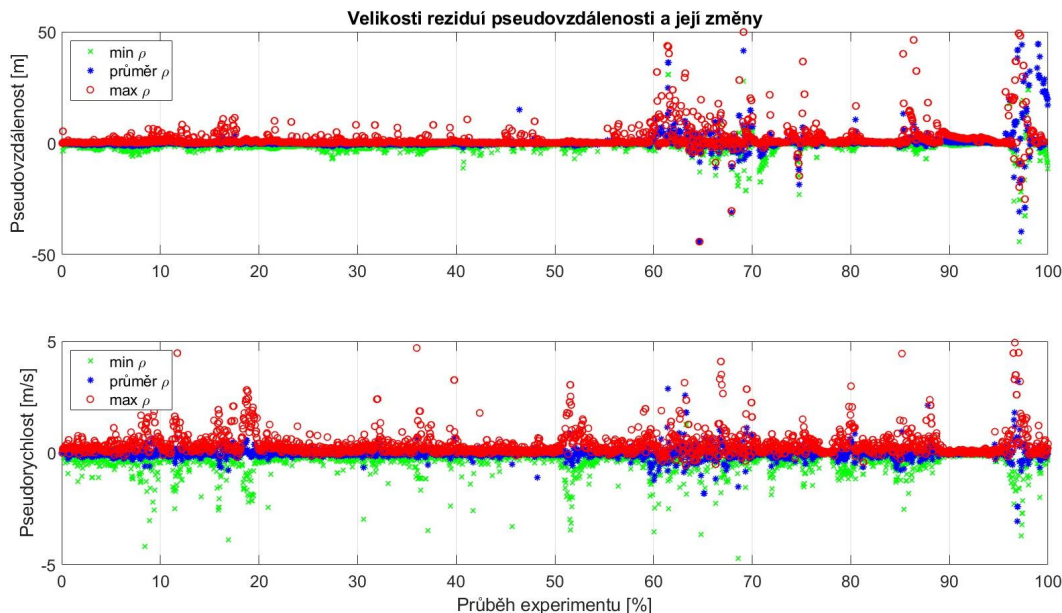 Velikosti reziduí pseudovzdálenosti a její změny
50
0
-50
Pseudovzdálenost [m]
min ρ
průměr ρ
max ρ
0 10 20 30 40 50 60 70 80 90 100
5
0
-5
Pseudorychlost [m/s]
min ρ
průměr ρ
max ρ
0 10 20 30 40 50 60 70 80 90 100
Průběh experimentu [%]